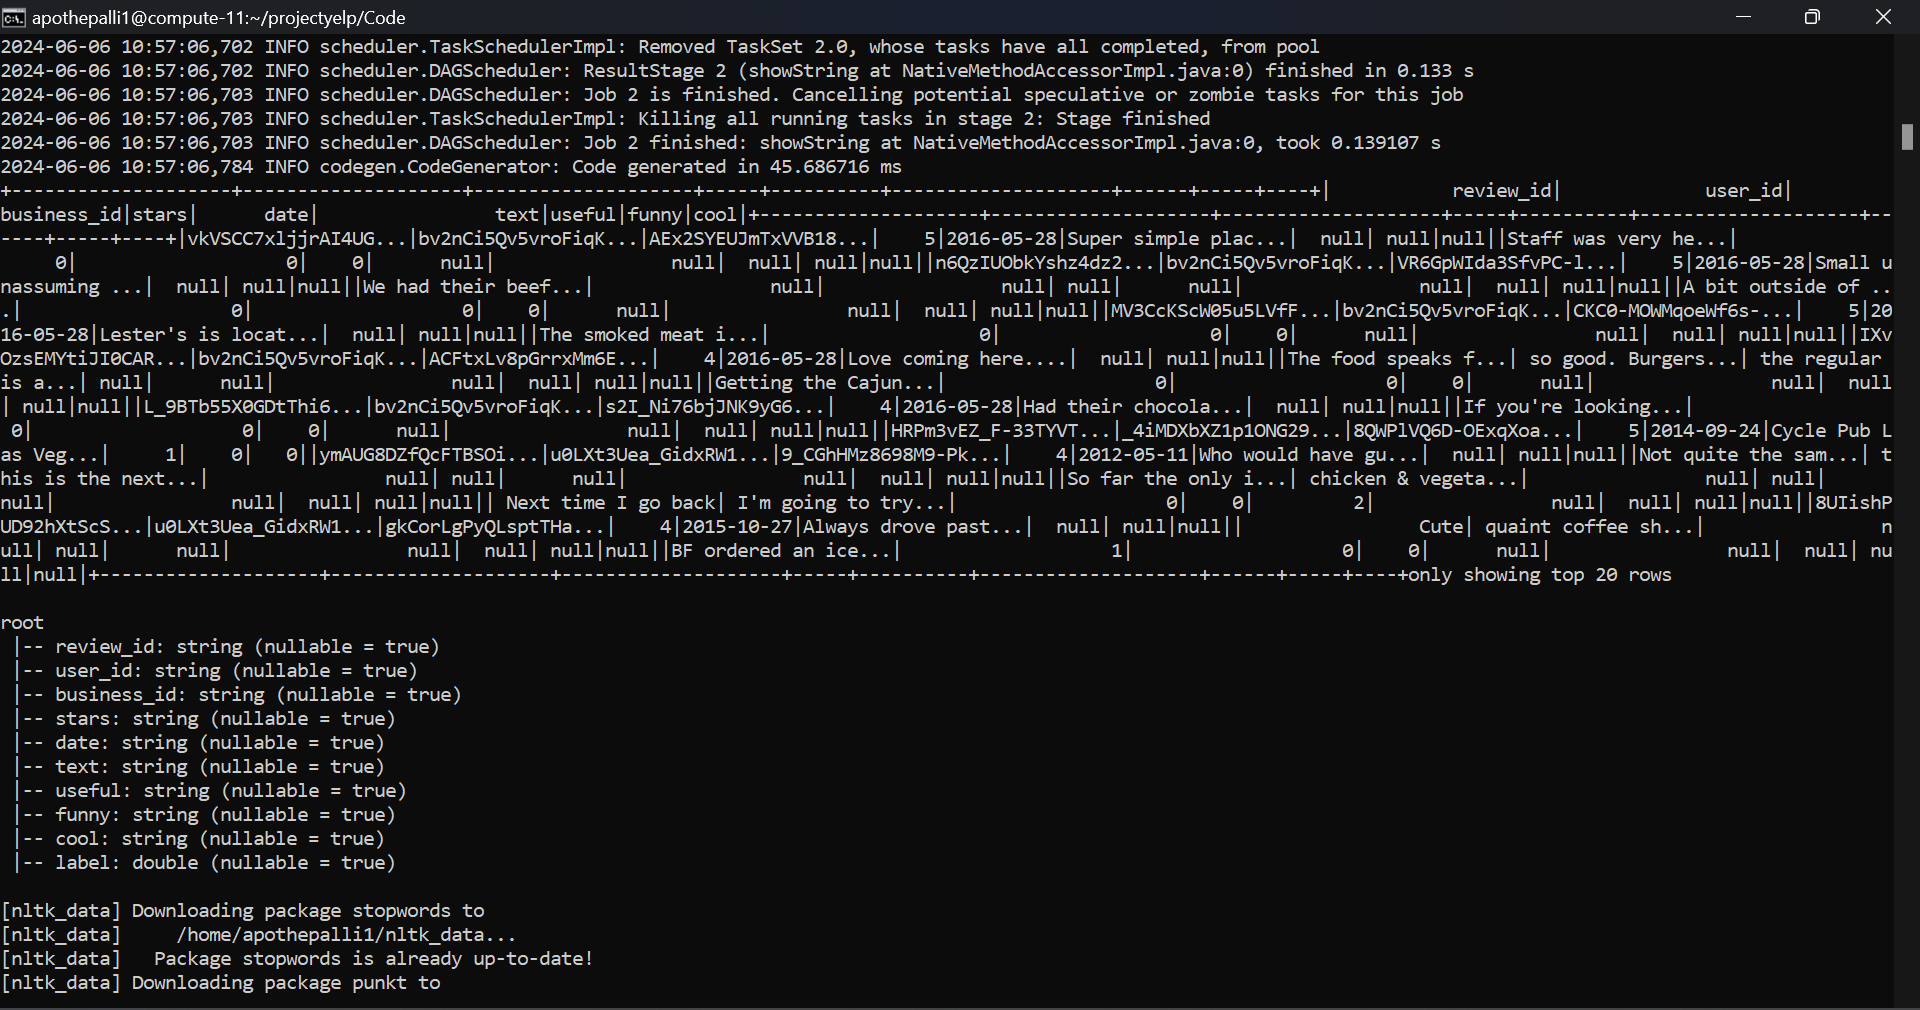 apothepalli1@compute-11:~/projectyelp/Code
2024-06-06 10:57:06,702 INFO scheduler.TaskSchedulerImpl: Removed TaskSet 2.0, whose tasks have all completed, from pool
2024-06-06 10:57:06,702 INFO scheduler.DAGScheduler: ResultStage 2 (showString at NativeMethodAccessorImpl.java:0) finished in 0.133 s
2024-06-06 10:57:06,703 INFO scheduler.DAGScheduler: Job 2 is finished. Cancelling potential speculative or zombie tasks for this job
2024-06-06 10:57:06,703 INFO scheduler.TaskSchedulerImpl: Killing all running tasks in stage 2: Stage finished
2024-06-06 10:57:06,703 INFO scheduler.DAGScheduler: Job 2 finished: showString at NativeMethodAccessorImpl.java:0, took 0.139107 s
2024-06-06 10:57:06,784 INFO codegen.CodeGenerator: Code generated in 45.686716 ms
+--------------------+--------------------+--------------------+-----+----------+--------------------+------+-----+----+|           review_id|             user_id|
business_id|stars|      date|                text|useful|funny|cool|+--------------------+--------------------+--------------------+-----+----------+--------------------+--
----+-----+----+|vkVSCC7xljjrAI4UG...|bv2nCi5Qv5vroFiqK...|AEx2SYEUJmTxVVB18...|    5|2016-05-28|Super simple plac...|  null| null|null||Staff was very he...|
     0|                   0|    0|      null|                null|  null| null|null||n6QzIUObkYshz4dz2...|bv2nCi5Qv5vroFiqK...|VR6GpWIda3SfvPC-l...|    5|2016-05-28|Small u
nassuming ...|  null| null|null||We had their beef...|                null|                null| null|      null|                null|  null| null|null||A bit outside of ..
.|                   0|                   0|    0|      null|                null|  null| null|null||MV3CcKScW05u5LVfF...|bv2nCi5Qv5vroFiqK...|CKC0-MOWMqoeWf6s-...|    5|20
16-05-28|Lester's is locat...|  null| null|null||The smoked meat i...|                   0|                   0|    0|      null|                null|  null| null|null||IXv
OzsEMYtiJI0CAR...|bv2nCi5Qv5vroFiqK...|ACFtxLv8pGrrxMm6E...|    4|2016-05-28|Love coming here....|  null| null|null||The food speaks f...| so good. Burgers...| the regular
is a...| null|      null|                null|  null| null|null||Getting the Cajun...|                   0|                   0|    0|      null|                null|  null
| null|null||L_9BTb55X0GDtThi6...|bv2nCi5Qv5vroFiqK...|s2I_Ni76bjJNK9yG6...|    4|2016-05-28|Had their chocola...|  null| null|null||If you're looking...|
 0|                   0|    0|      null|                null|  null| null|null||HRPm3vEZ_F-33TYVT...|_4iMDXbXZ1p1ONG29...|8QWPlVQ6D-OExqXoa...|    5|2014-09-24|Cycle Pub L
as Veg...|     1|    0|   0||ymAUG8DZfQcFTBSOi...|u0LXt3Uea_GidxRW1...|9_CGhHMz8698M9-Pk...|    4|2012-05-11|Who would have gu...|  null| null|null||Not quite the sam...| t
his is the next...|                null| null|      null|                null|  null| null|null||So far the only i...| chicken & vegeta...|                null| null|
null|                null|  null| null|null|| Next time I go back| I'm going to try...|                   0|    0|         2|                null|  null| null|null||8UIishP
UD92hXtScS...|u0LXt3Uea_GidxRW1...|gkCorLgPyQLsptTHa...|    4|2015-10-27|Always drove past...|  null| null|null||                Cute| quaint coffee sh...|                n
ull| null|      null|                null|  null| null|null||BF ordered an ice...|                   1|                   0|    0|      null|                null|  null| nu
ll|null|+--------------------+--------------------+--------------------+-----+----------+--------------------+------+-----+----+only showing top 20 rows
root
 |-- review_id: string (nullable = true)
 |-- user_id: string (nullable = true)
 |-- business_id: string (nullable = true)
 |-- stars: string (nullable = true)
 |-- date: string (nullable = true)
 |-- text: string (nullable = true)
 |-- useful: string (nullable = true)
 |-- funny: string (nullable = true)
 |-- cool: string (nullable = true)
 |-- label: double (nullable = true)
[nltk_data] Downloading package stopwords to
[nltk_data]     /home/apothepalli1/nltk_data...
[nltk_data]   Package stopwords is already up-to-date!
[nltk_data] Downloading package punkt to